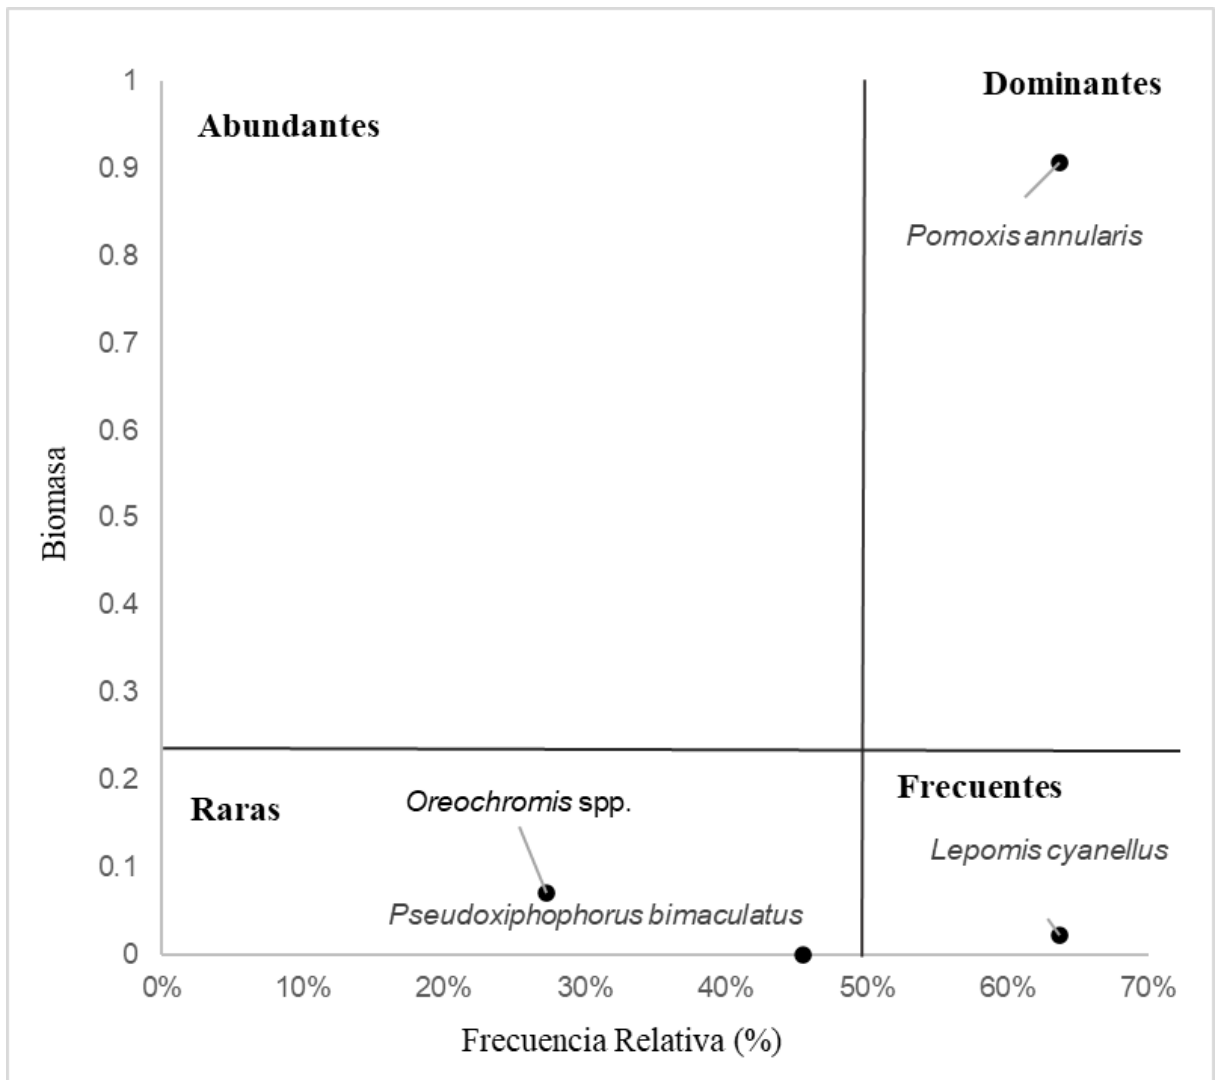 Dominantes
1
Abundantes
0.9
Pomoxis annularis
0.8
0.7
0.6
Biomasa
0.5
0.4
0.3
0.2
Frecuentes
Raras
Oreochromis spp.
Lepomis cyanellus
0.1
Pseudoxiphophorus bimaculatus
0
0% 10% 20% 30% 40% 50% 60% 70%
Frecuencia Relativa (%)